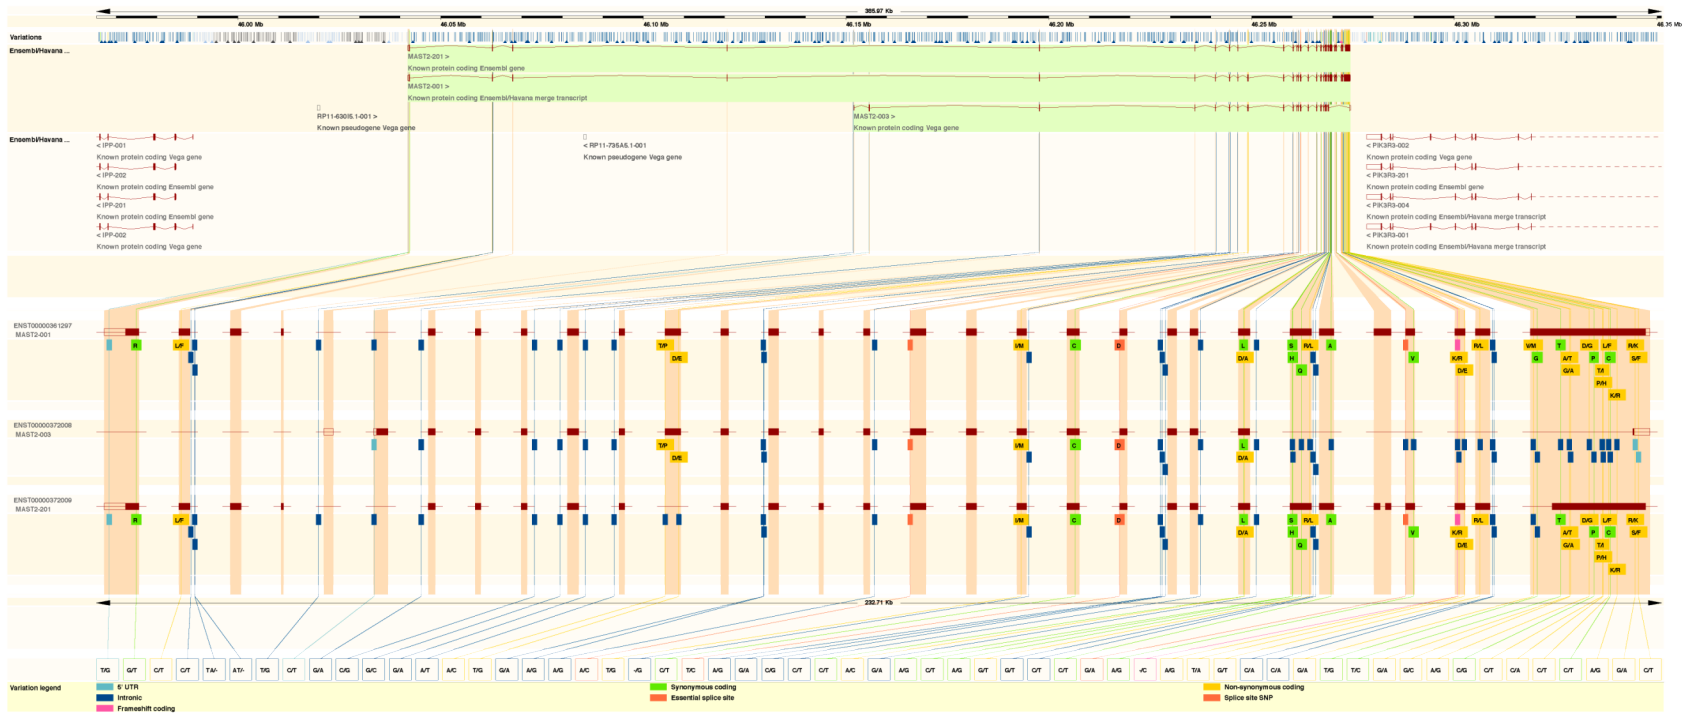 385.97 Kb
46.00 Mb 46.05 Mb 46.10 Mb 46.15 Mb 46.20 Mb 46.25 Mb 46.30 Mb 46.35 Mb
Variations
Ensembl/Havana ...
MAST2-201 >
Known protein coding Ensembl gene
MAST2-001 >
Known protein coding Ensembl/Havana merge transcript
RP11-630I5.1-001 > MAST2-003 >
Known pseudogene Vega gene Known protein coding Vega gene
Ensembl/Havana ...
< IPP-001 < RP11-735A5.1-001 < PIK3R3-002
Known protein coding Vega gene Known pseudogene Vega gene Known protein coding Vega gene
< IPP-202 < PIK3R3-201
Known protein coding Ensembl gene Known protein coding Ensembl gene
< IPP-201 < PIK3R3-004
Known protein coding Ensembl gene Known protein coding Ensembl/Havana merge transcript
< IPP-002 < PIK3R3-001
Known protein coding Vega gene Known protein coding Ensembl/Havana merge transcript
ENST00000361297
MAST2-001
R L/F T/P I/M C D L S R/L A R/L V/M T D/G L/F R/K
D/E D/A H V K/R G A/T P C S/F
G D/E G/A T/I
P/H
K/R
ENST00000372008
MAST2-003
T/P I/M C D L
D/E D/A
ENST00000372009
MAST2-201
R L/F I/M C D L S R/L A R/L T D/G L/F R/K
D/A H V K/R A/T P C S/F
G D/E G/A T/I
P/H
K/R
232.71 Kb
T/G G/T C/T C/T TA/- AT/- T/G C/T G/A C/G G/C G/A A/T A/C T/G G/A A/G A/G A/C T/G -/G C/T T/C A/G G/A C/G C/T C/T A/C G/A A/G C/T A/G G/T G/T C/T C/T G/A A/G -/C A/G T/A G/T C/A C/A G/A T/G T/C G/A G/C A/G C/G C/T C/A C/T C/T A/G G/A C/T
Variation legend
5' UTR Synonymous coding Non-synonymous coding
Intronic Essential splice site Splice site SNP
Frameshift coding